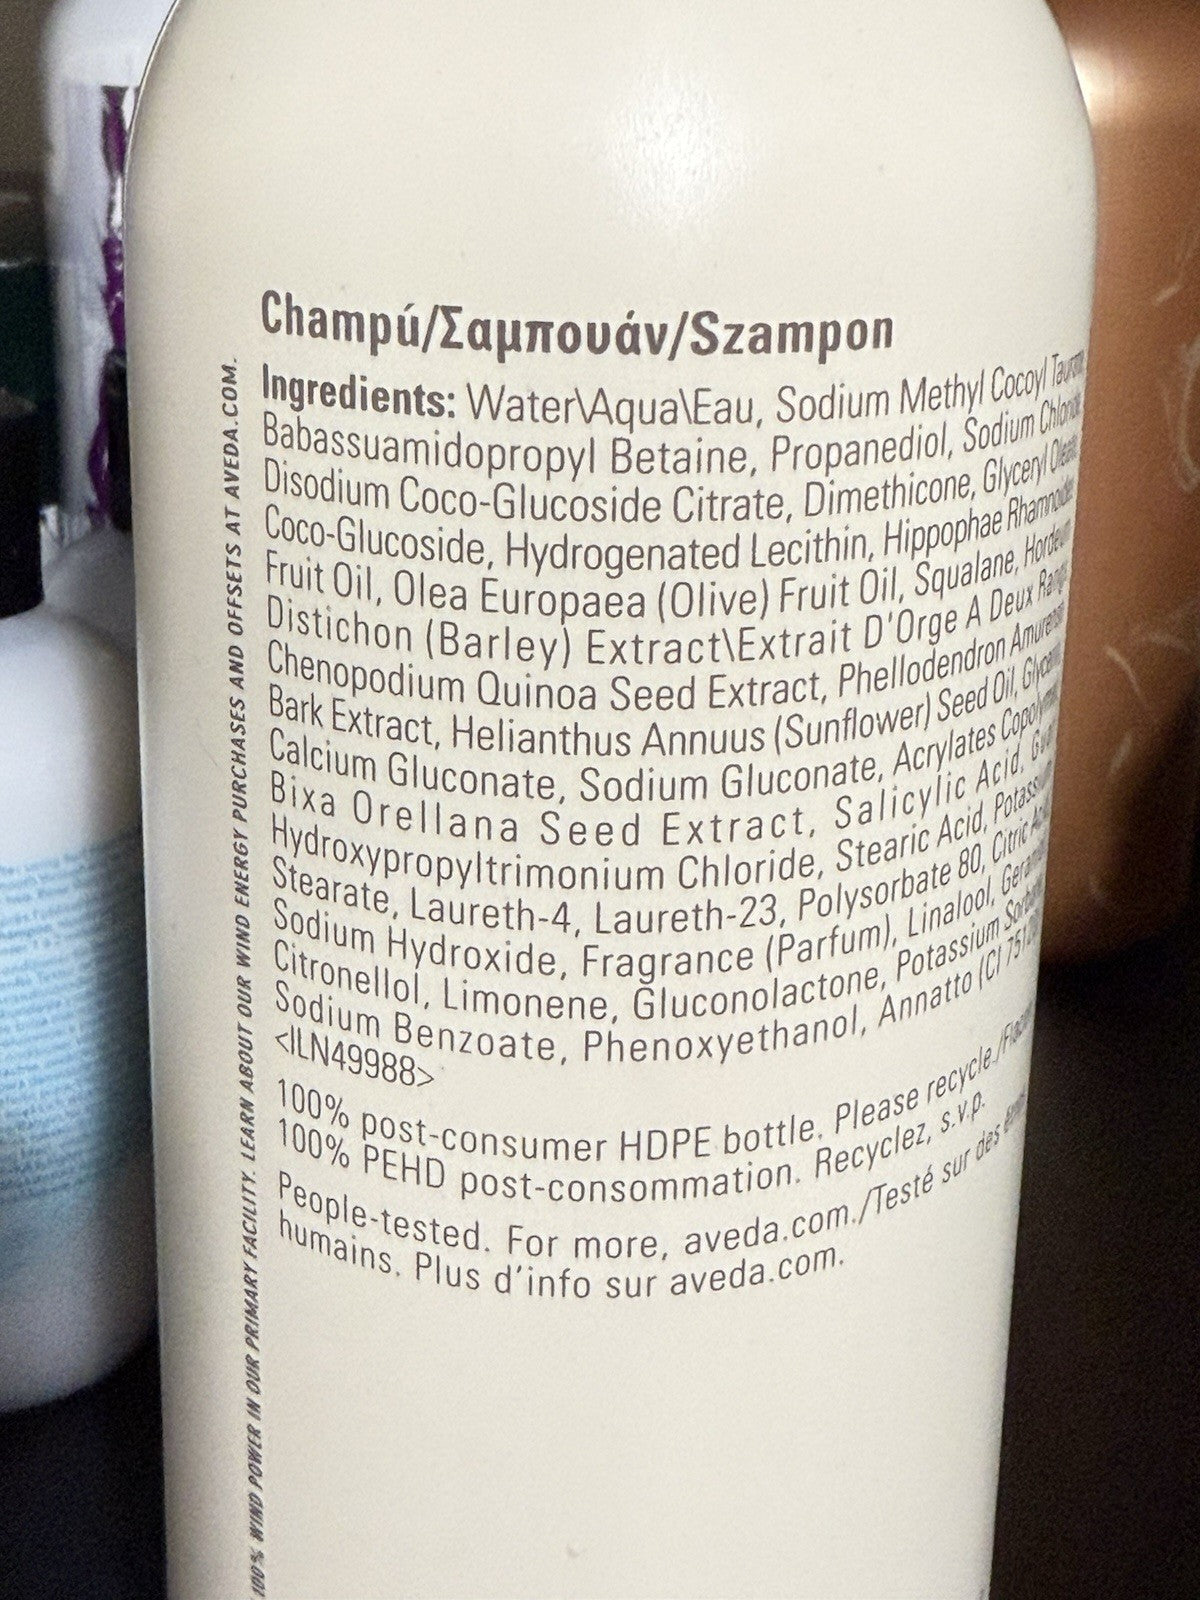 Champú/Σαμπουάν/Szampon
Ingredients: Water\Aqua\Eau, Sodium Methyl Cocoyl Taurate
Babassuamidopropyl Betaine, Propanediol, Sodium Chloride
Disodium Coco-Glucoside Citrate, Dimethicone, Glyceryl Oleate
Coco-Glucoside, Hydrogenated Lecithin, Hippophae Rhamnoides
Fruit Oil, Olea Europaea (Olive) Fruit Oil, Squalane, Hordeum
Distichon (Barley) Extract\Extrait D'Orge A Deux Rangs
Chenopodium Quinoa Seed Extract, Phellodendron Amurense
Bark Extract, Helianthus Annuus (Sunflower) Seed Oil, Glycerin
Calcium Gluconate, Sodium Gluconate, Acrylates Copolymer
Bixa Orellana Seed Extract, Salicylic Acid, Guar
Hydroxypropyltrimonium Chloride, Stearic Acid, Potassium
Stearate, Laureth-4, Laureth-23, Polysorbate 80, Citric Acid
Sodium Hydroxide, Fragrance (Parfum), Linalool, Geraniol
Citronellol, Limonene, Gluconolactone, Potassium Sorbate
Sodium Benzoate, Phenoxyethanol, Annatto (CI 75120)
<ILN49988>
100% post-consumer HDPE bottle. Please recycle./Flacon
100% PEHD post-consommation. Recyclez, s.v.p.
People-tested. For more, aveda.com./Testé sur des êtres
humains. Plus d'info sur aveda.com.
100% WIND POWER IN OUR PRIMARY FACILITY. LEARN ABOUT OUR WIND ENERGY PURCHASES AND OFFSETS AT AVEDA.COM.